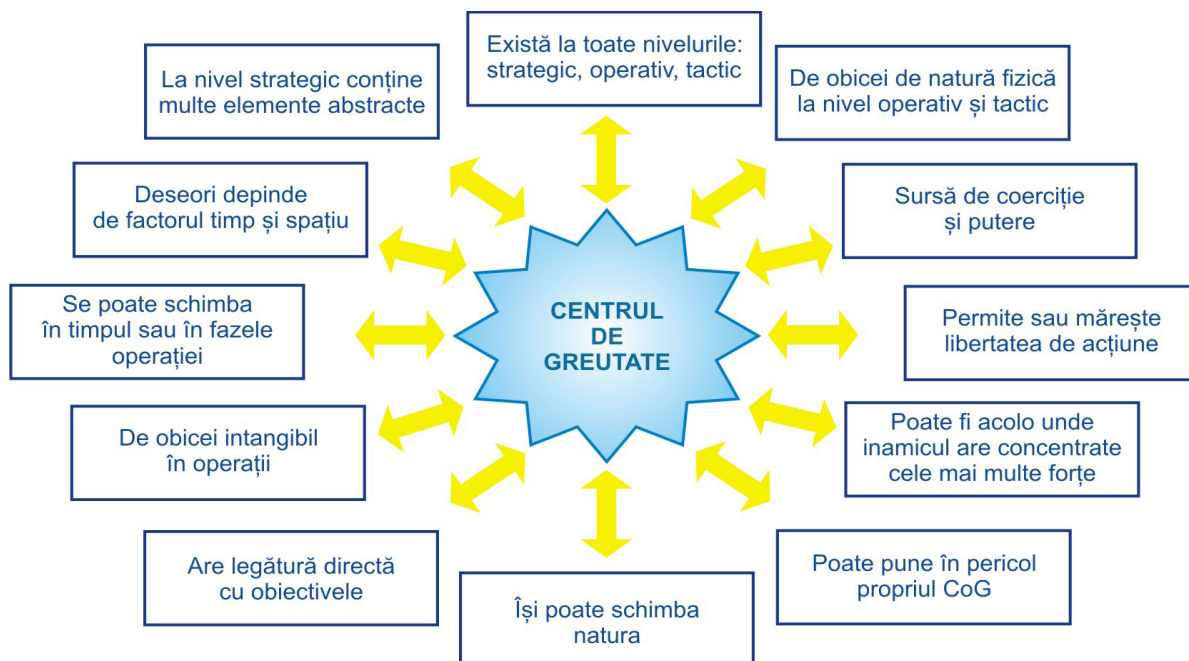 Există la toate nivelurile:
strategic, operativ, tactic
De obicei de natură fizică
la nivel operativ și tactic
Sursă de coerciție
și putere
Permite sau mărește
libertatea de acțiune
Poate fi acolo unde
inamicul are concentrate
cele mai multe forțe
Poate pune în pericol
propriul CoG
Își poate schimba
natura
Are legătură directă
cu obiectivele
De obicei intangibil
în operații
Se poate schimba
în timpul sau în fazele
operației
Deseori depinde
de factorul timp și spațiu
La nivel strategic conține
multe elemente abstracte
CENTRUL
DE
GREUTATE